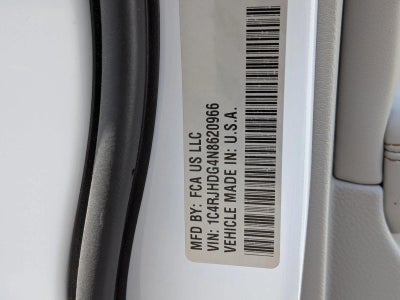 MFD BY: FCA US LLC
VIN: 1C4RJHDG4N8620966
VEHICLE MADE IN: U.S.A.